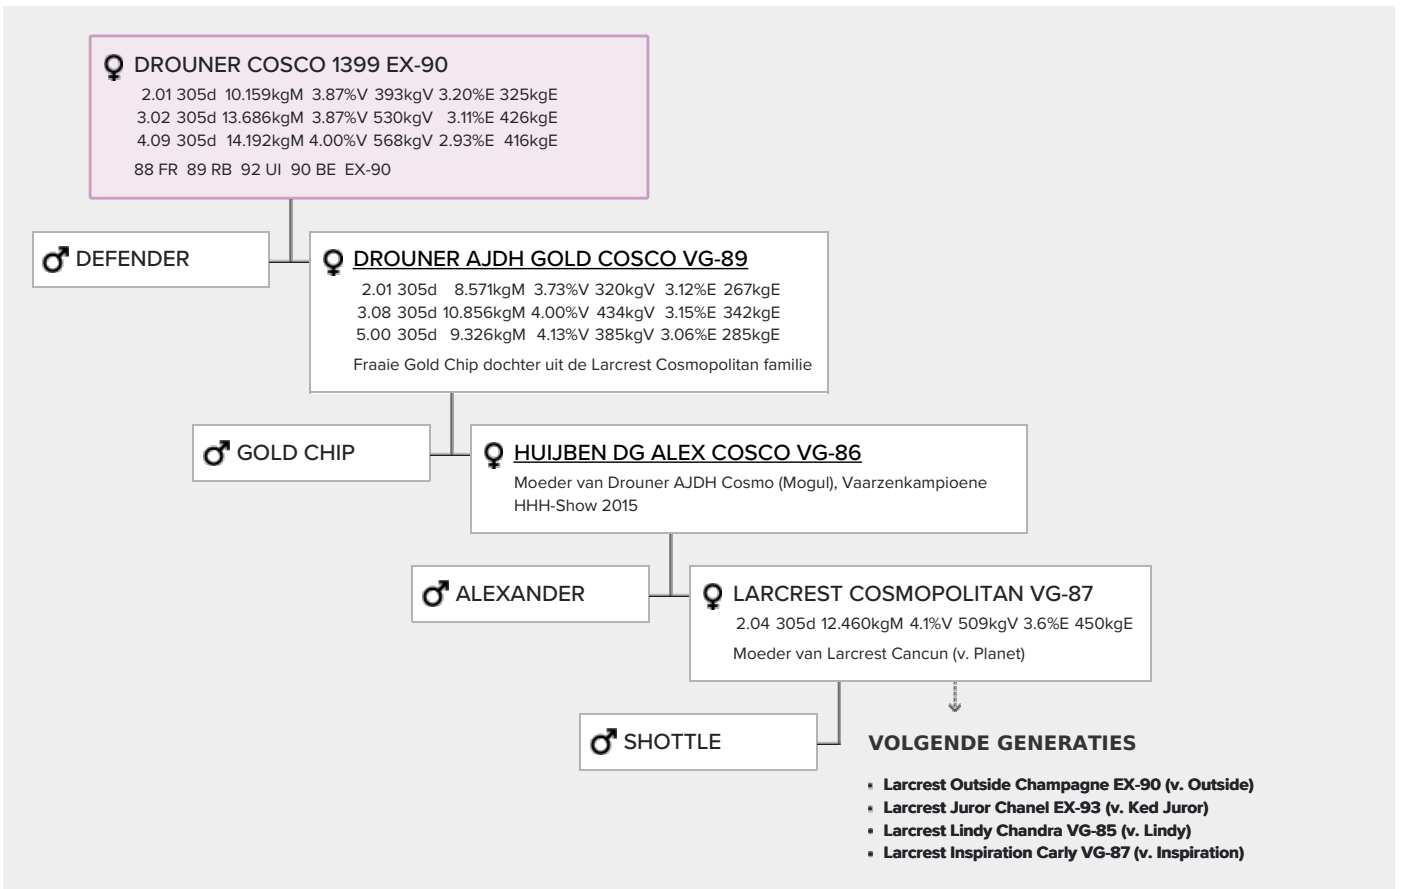 DROUNER COSCO 1399 EX-90
2.01 305d 10.159kgM 3.87%V 393kgV 3.20%E 325kgE
3.02 305d 13.686kgM 3.87%V 530kgV 3.11%E 426kgE
4.09 305d 14.192kgM 4.00%V 568kgV 2.93%E 416kgE
88 FR 89 RB 92 UI 90 BE EX-90
DEFENDER
DROUNER AJDH GOLD COSCO VG-89
2.01 305d 8.571kgM 3.73%V 320kgV 3.12%E 267kgE
3.08 305d 10.856kgM 4.00%V 434kgV 3.15%E 342kgE
5.00 305d 9.326kgM 4.13%V 385kgV 3.06%E 285kgE
Fraaie Gold Chip dochter uit de Larcrest Cosmopolitan familie
GOLD CHIP
HUIJBEN DG ALEX COSCO VG-86
Moeder van Drouner AJDH Cosmo (Mogul), Vaarzenkampioene
HHH-Show 2015
ALEXANDER
LARCREST COSMOPOLITAN VG-87
2.04 305d 12.460kgM 4.1%V 509kgV 3.6%E 450kgE
Moeder van Larcrest Cancun (v. Planet)
SHOTTLE
VOLGENDE GENERATIES
Larcrest Outside Champagne EX-90 (v. Outside)
Larcrest Juror Chanel EX-93 (v. Ked Juror)
Larcrest Lindy Chandra VG-85 (v. Lindy)
Larcrest Inspiration Carly VG-87 (v. Inspiration)